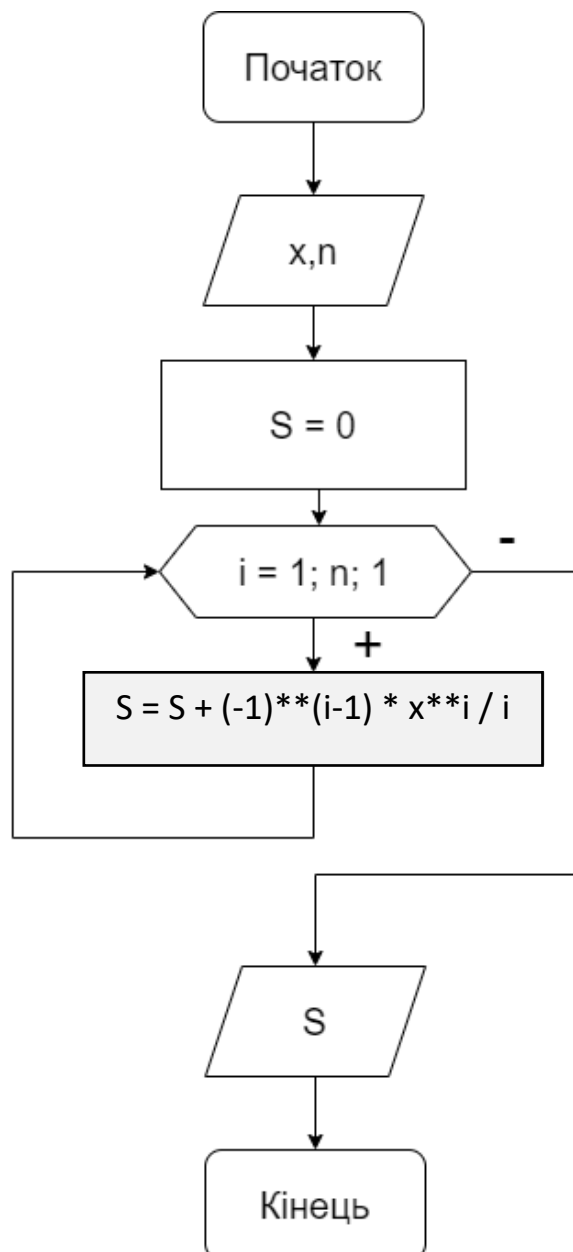 Початок
x,n
S = 0
-
i = 1; n; 1
+
S = S + (-1)**(i-1) * x**i / i
S
Кінець